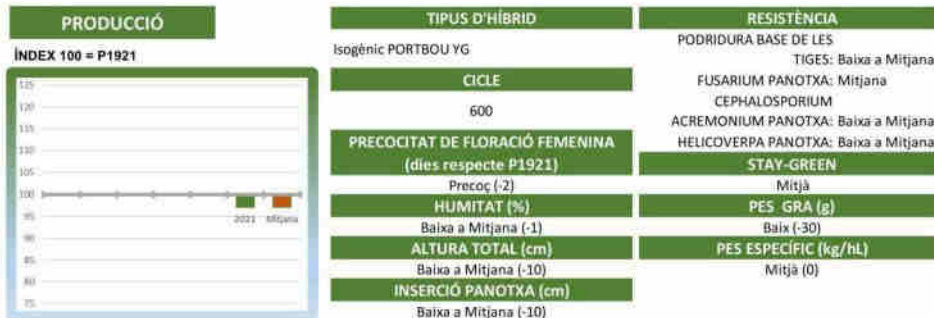 PRODUCCIÓ
ÍNDEX 100 = P1921
125
120
115
110
105
100
95
90
85
80
75
2021 Mitjana
TIPUS D'HÍBRID
Isogènic PORTBOU YG
CICLE
600
PRECOCITAT DE FLORACIÓ FEMENINA
(dies respecte P1921)
Precoç (-2)
HUMITAT (%)
Baixa a Mitjana (-1)
ALTURA TOTAL (cm)
Baixa a Mitjana (-10)
INSERCIÓ PANOTXA (cm)
Baixa a Mitjana (-10)
RESISTÈNCIA
PODRIDURA BASE DE LES
TIGES: Baixa a Mitjana
FUSARIUM PANOTXA: Mitjana
CEPHALOSPORIUM
ACREMONIUM PANOTXA: Baixa a Mitjana
HELICOVERPA PANOTXA: Baixa a Mitjana
STAY-GREEN
Mitjà
PES GRA (g)
Baix (-30)
PES ESPECÍFIC (kg/hL)
Mitjà (0)